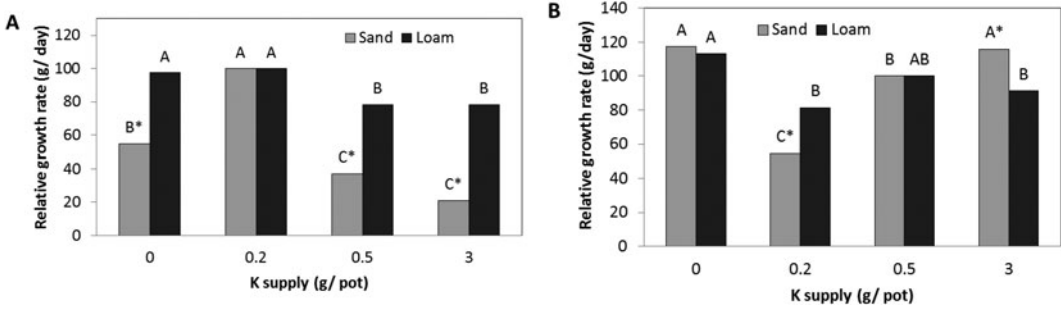 A
Relative growth rate (g/ day)
120
100
80
60
40
20
0
Sand Loam
B*
A
A
A
C*
B
C*
B
0 0.2 0.5 3
K supply (g/ pot)
B
Relative growth rate (g/day)
140
120
100
80
60
40
20
0
Sand Loam
A
A
C*
B
B
AB
A*
B
0 0.2 0.5 3
K supply (g/ pot)